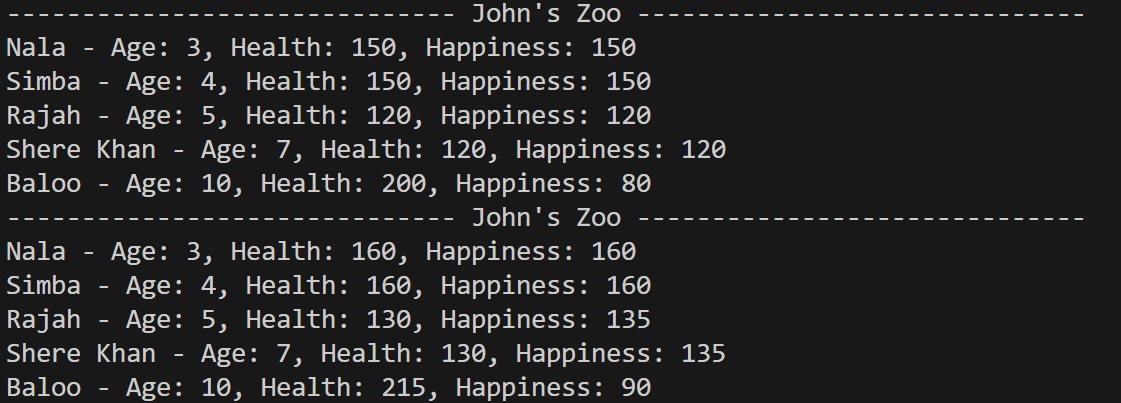 ------------------------------ John's Zoo ------------------------------
Nala - Age: 3, Health: 150, Happiness: 150
Simba - Age: 4, Health: 150, Happiness: 150
Rajah - Age: 5, Health: 120, Happiness: 120
Shere Khan - Age: 7, Health: 120, Happiness: 120
Baloo - Age: 10, Health: 200, Happiness: 80
------------------------------ John's Zoo ------------------------------
Nala - Age: 3, Health: 160, Happiness: 160
Simba - Age: 4, Health: 160, Happiness: 160
Rajah - Age: 5, Health: 130, Happiness: 135
Shere Khan - Age: 7, Health: 130, Happiness: 135
Baloo - Age: 10, Health: 215, Happiness: 90